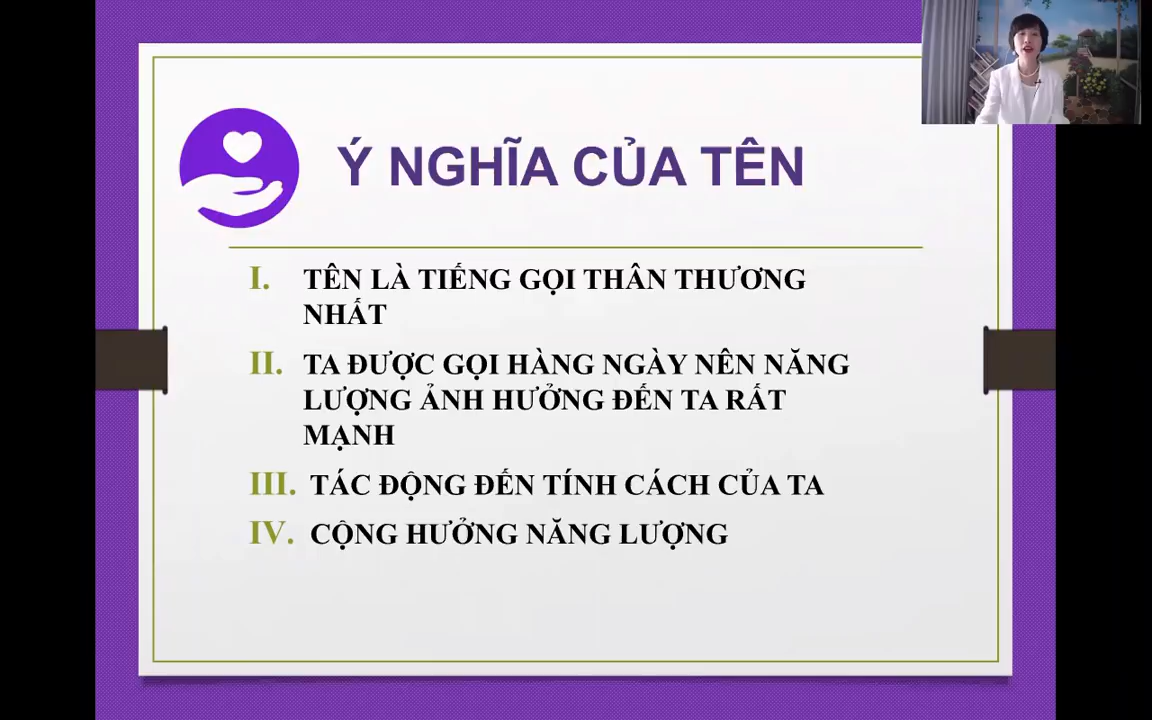 Ý NGHĨA CỦA TÊN
I. TÊN LÀ TIẾNG GỌI THÂN THƯƠNG
NHẤT
II. TA ĐƯỢC GỌI HÀNG NGÀY NÊN NĂNG
LƯỢNG ẢNH HƯỞNG ĐẾN TA RẤT
MẠNH
III. TÁC ĐỘNG ĐẾN TÍNH CÁCH CỦA TA
IV. CỘNG HƯỞNG NĂNG LƯỢNG